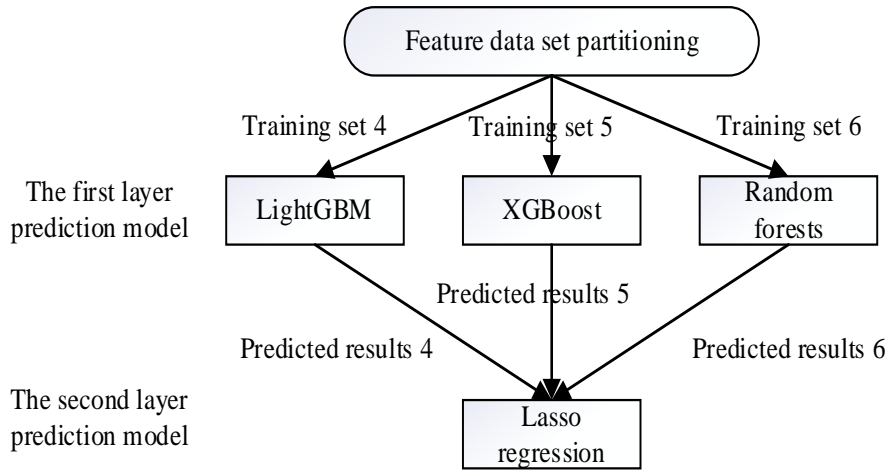 Feature data set partitioning
Training set 4
Training set 5
Training set 6
The first layer
prediction model
LightGBM
XGBoost
Random
forests
Predicted results 5
Predicted results 4
Predicted results 6
The second layer
prediction model
Lasso
regression